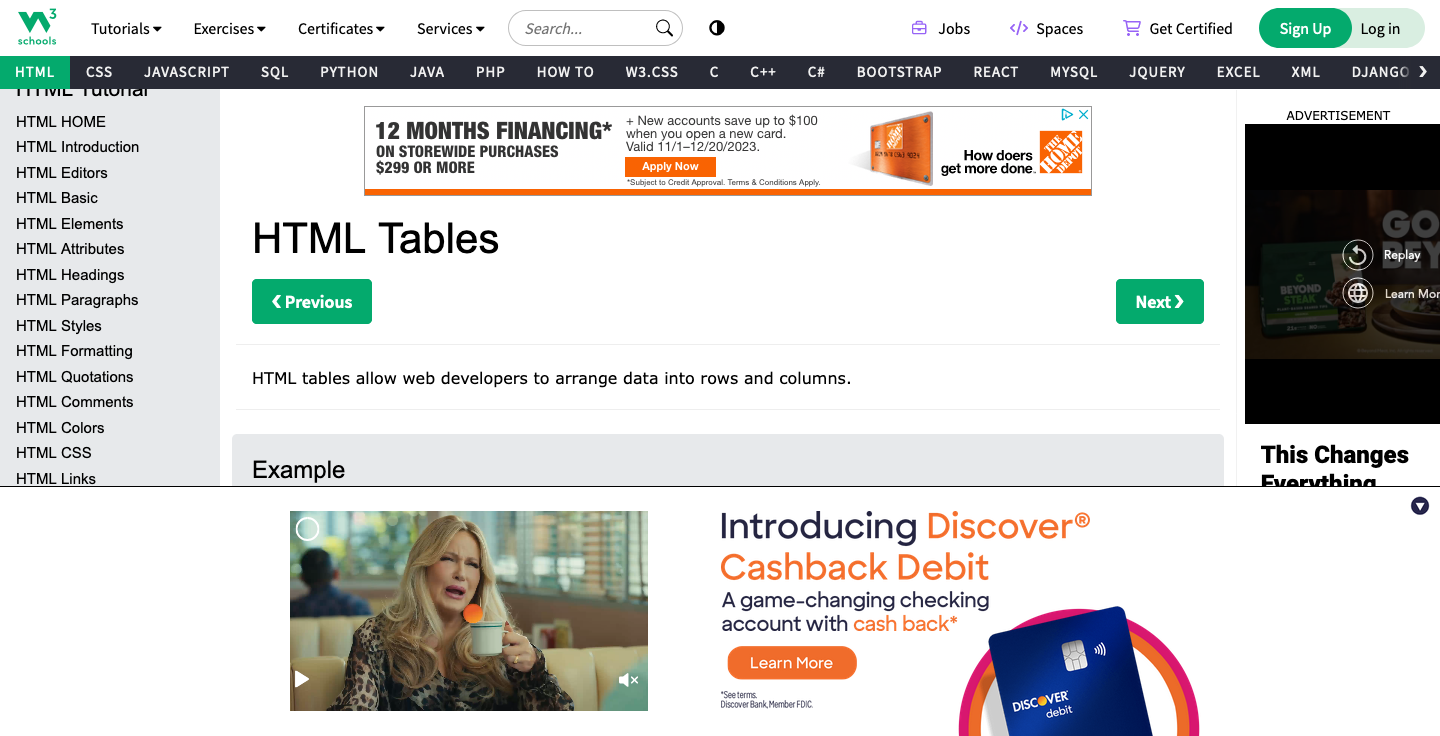 W3
schools
Tutorials Exercises Certificates Services Search... Jobs Spaces Get Certified Sign Up Log in
HTML CSS JAVASCRIPT SQL PYTHON JAVA PHP HOW TO W3.CSS C C++ C# BOOTSTRAP REACT MYSQL JQUERY EXCEL XML DJANGO ❯
HTML Tutorial
HTML HOME
HTML Introduction
HTML Editors
HTML Basic
HTML Elements
HTML Attributes
HTML Headings
HTML Paragraphs
HTML Styles
HTML Formatting
HTML Quotations
HTML Comments
HTML Colors
HTML CSS
HTML Links
12 MONTHS FINANCING*
ON STOREWIDE PURCHASES
$299 OR MORE
+ New accounts save up to $100
when you open a new card.
Valid 11/1–12/20/2023.
Apply Now
*Subject to Credit Approval. Terms & Conditions Apply.
How doers
get more done.
THE
HOME
DEPOT
HTML Tables
❮ Previous
Next ❯
HTML tables allow web developers to arrange data into rows and columns.
Example
ADVERTISEMENT
GO
BEY
BEYOND
STEAK
Replay
Learn Mor
This Changes
Everything
Introducing Discover®
Cashback Debit
A game-changing checking
account with cash back*
Learn More
*See terms.
Discover Bank, Member FDIC.
DISCOVER
debit